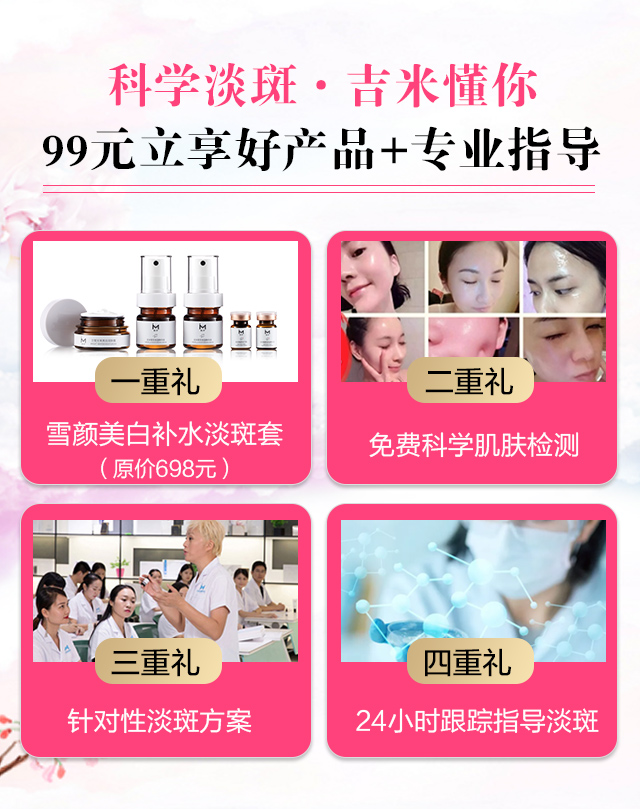 科学淡斑·吉米懂你
99元立享好产品+专业指导
M
M
M
M
M
一重礼
雪颜美白补水淡斑套
（原价698元）
二重礼
免费科学肌肤检测
三重礼
针对性淡斑方案
四重礼
24小时跟踪指导淡斑